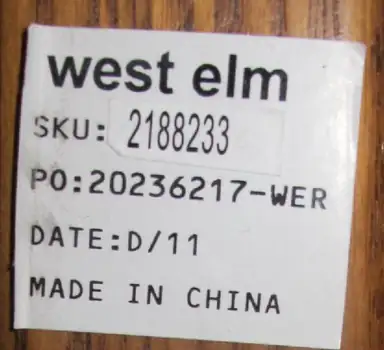 west elm
SKU: 2188233
PO:20236217-WER
DATE:D/11
MADE IN CHINA